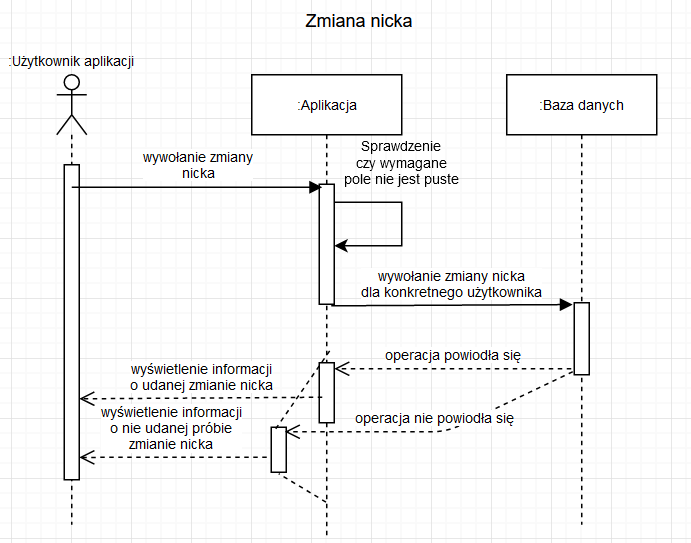 Zmiana nicka
:Użytkownik aplikacji
:Aplikacja
:Baza danych
Sprawdzenie
czy wymagane
pole nie jest puste
wywołanie zmiany
nicka
wywołanie zmiany nicka
dla konkretnego użytkownika
operacja powiodła się
wyświetlenie informacji
o udanej zmianie nicka
wyświetlenie informacji
o nie udanej próbie
zmianie nicka
operacja nie powiodła się